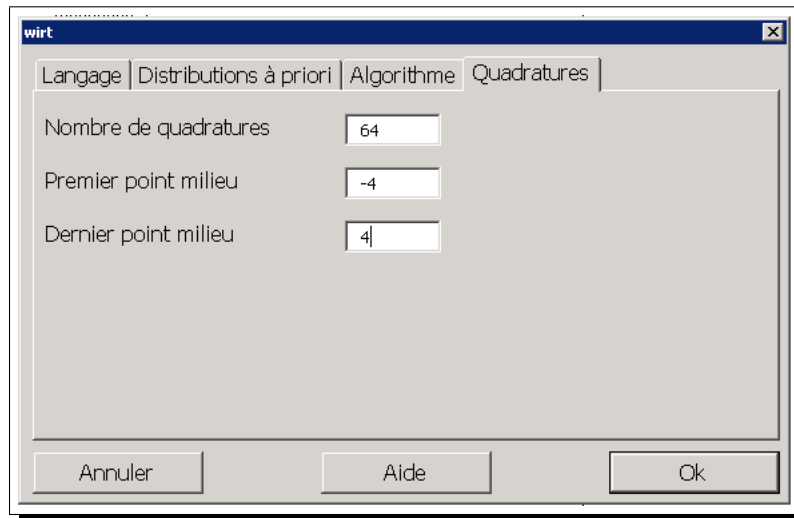 wirt
Langage Distributions à priori Algorithme Quadratures
Nombre de quadratures 64
Premier point milieu -4
Dernier point milieu 4
Annuler Aide Ok